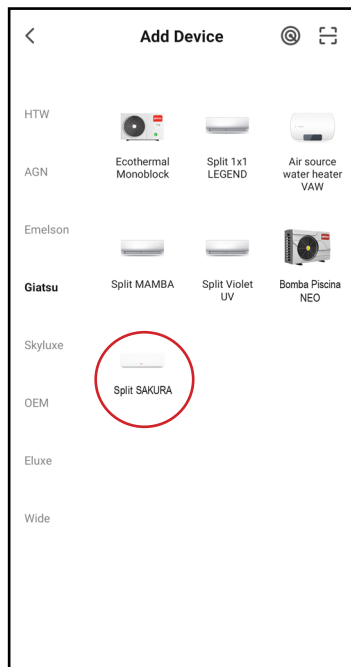 Add Device
HTW
AGN
Emelson
Giatsu
Skyluxe
OEM
Eluxe
Wide
Ecothermal
Monoblock
Split 1x1
LEGEND
Air source
water heater
VAW
Split MAMBA
Split Violet
UV
Bomba Piscina
NEO
Split SAKURA